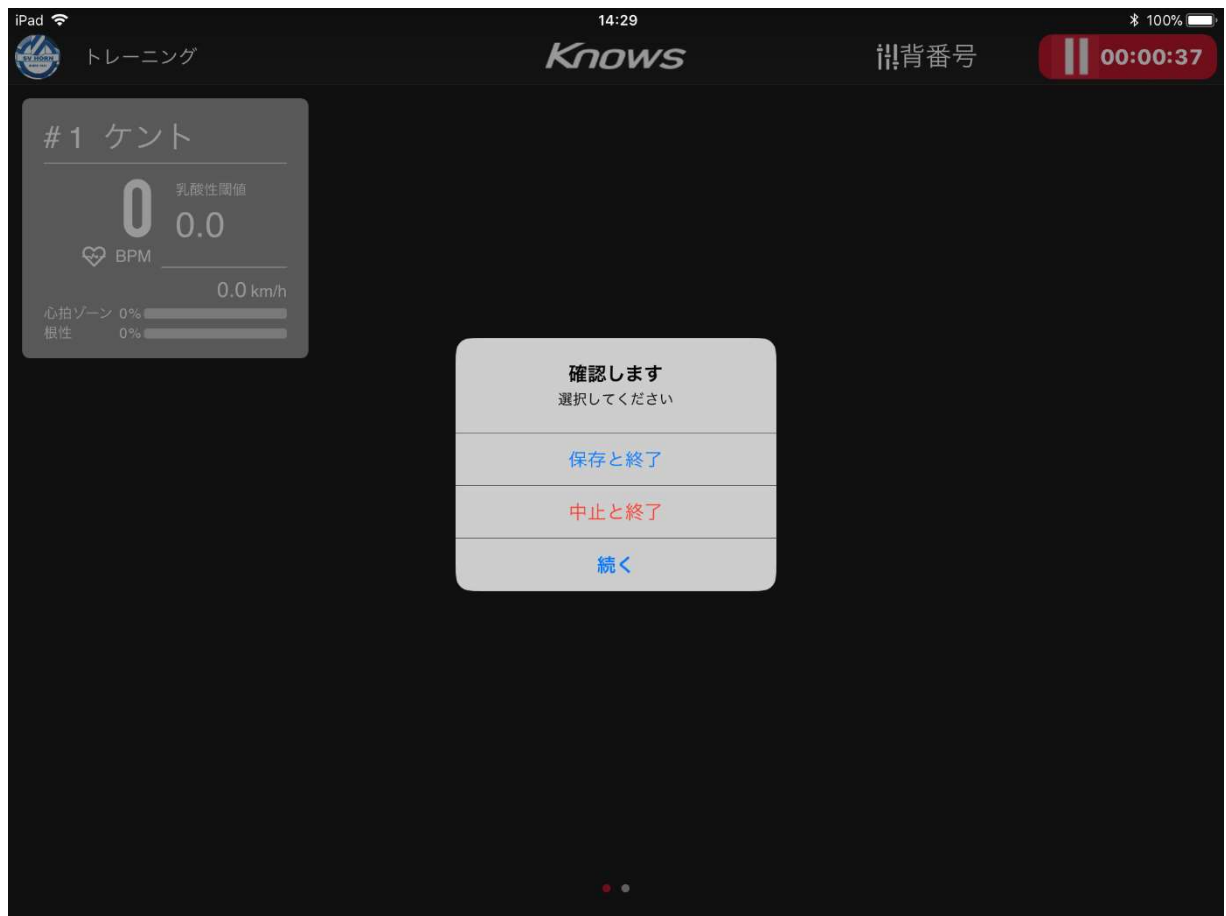 iPad 14:29 100%
SV HORN トレーニング Knows 背番号 00:00:37
#1 ケント
乳酸性閾値
0 0.0
BPM
0.0 km/h
心拍ゾーン 0%
根性 0%
確認します
選択してください
保存と終了
中止と終了
続く